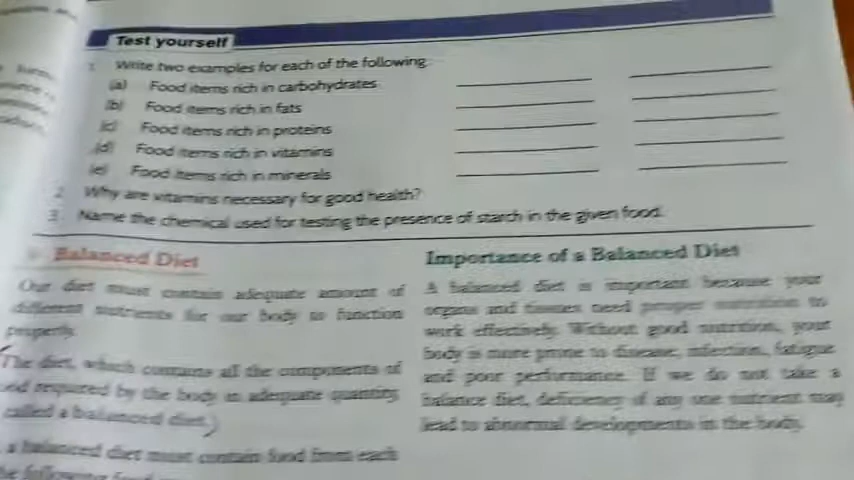 Test yourself
1 Write two examples for each of the following
(a) Food items rich in carbohydrates
(b) Food items rich in fats
(c) Food items rich in proteins
(d) Food items rich in vitamins
(e) Food items rich in minerals
2 Why are vitamins necessary for good health?
3 Name the chemical used for testing the presence of starch in the given food.
Balanced Diet
Our diet must contain adequate amount of
different nutrients for our body to function
properly.
The diet, which contains all the components of
required by the body in adequate quantity
called a balanced diet.)
a balanced diet must contain food from each
following
Importance of a Balanced Diet
A balanced diet is important because your
organs and tissues need proper nutrition to
work effectively. Without good nutrition, your
body is more prone to disease, infection, fatigue
and poor performance. If we do not take a
balance diet, deficiency of any one nutrient may
lead to abnormal developments in the body.